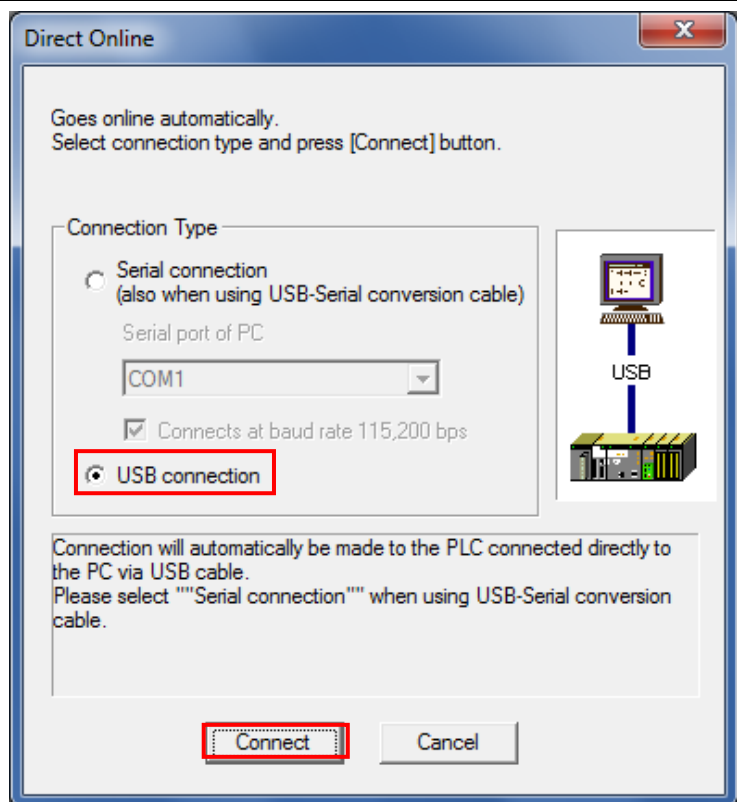 Direct Online
Goes online automatically.
Select connection type and press [Connect] button.
Connection Type
Serial connection
(also when using USB-Serial conversion cable)
Serial port of PC
COM1
Connects at baud rate 115,200 bps
USB connection
USB
Connection will automatically be made to the PLC connected directly to
the PC via USB cable.
Please select ""Serial connection"" when using USB-Serial conversion
cable.
Connect
Cancel